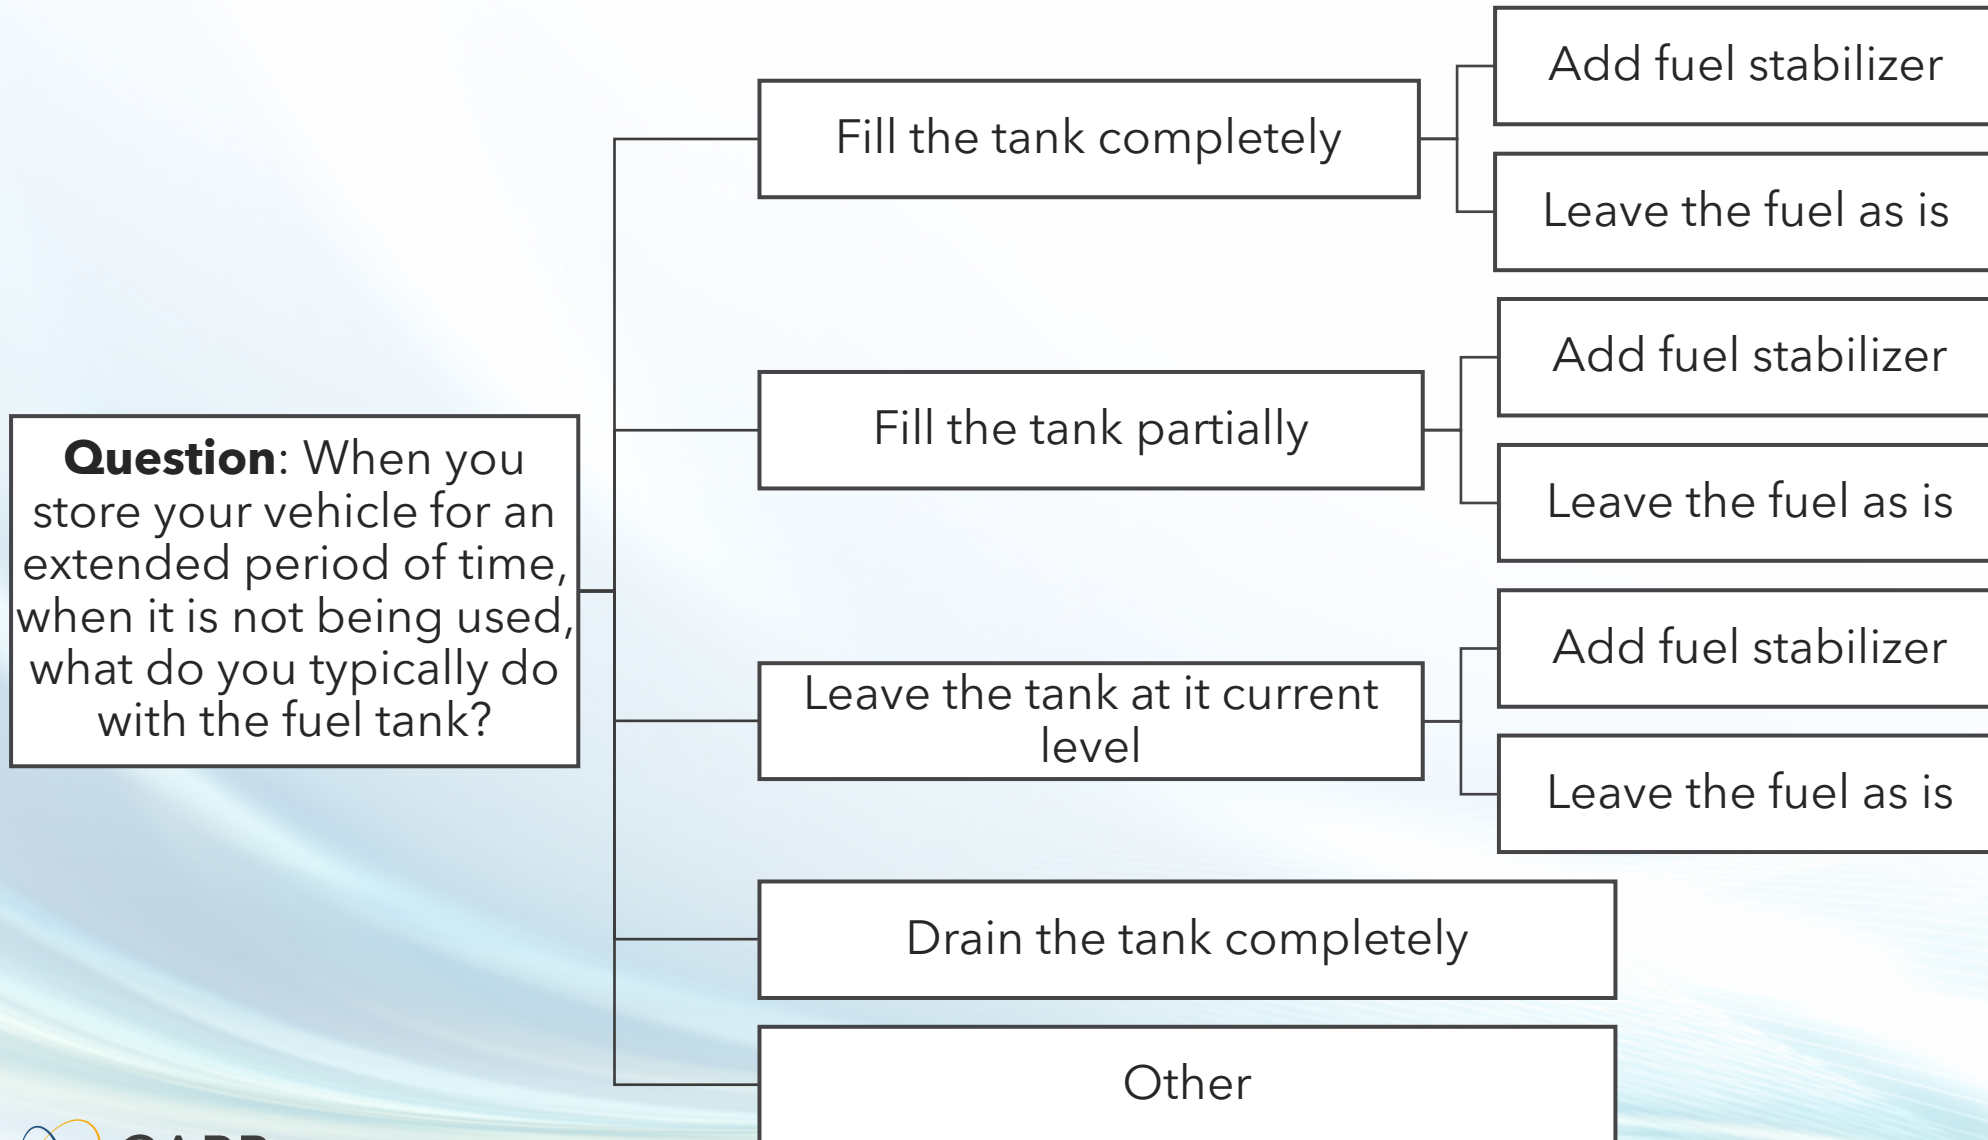 Question: When you
store your vehicle for an
extended period of time,
when it is not being used,
what do you typically do
with the fuel tank?
Fill the tank completely
Add fuel stabilizer
Leave the fuel as is
Fill the tank partially
Add fuel stabilizer
Leave the fuel as is
Leave the tank at it current
level
Add fuel stabilizer
Leave the fuel as is
Drain the tank completely
Other